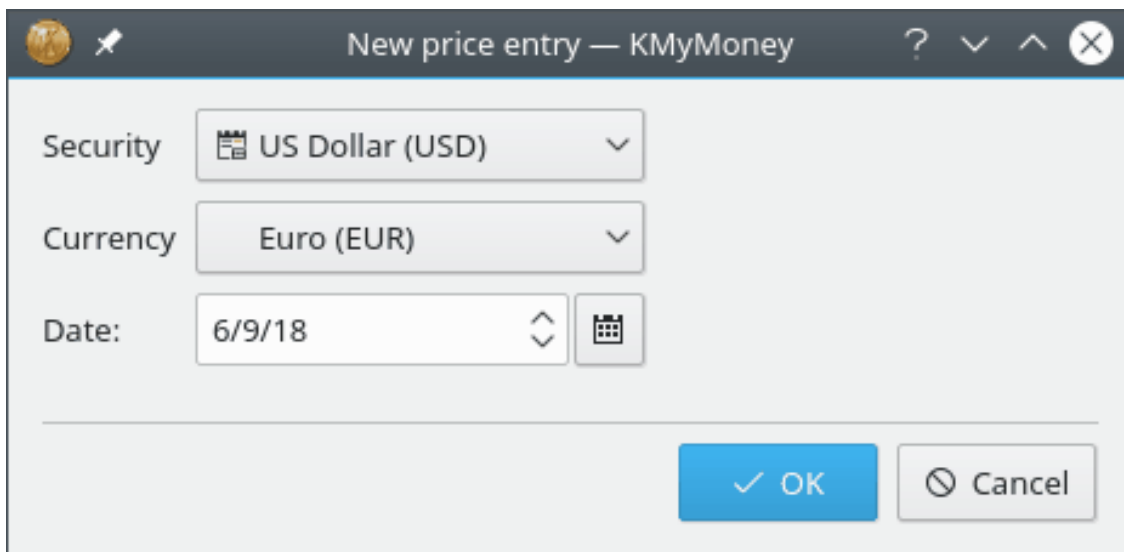 New price entry — KMyMoney ?
Security US Dollar (USD)
Currency Euro (EUR)
Date: 6/9/18
OK Cancel